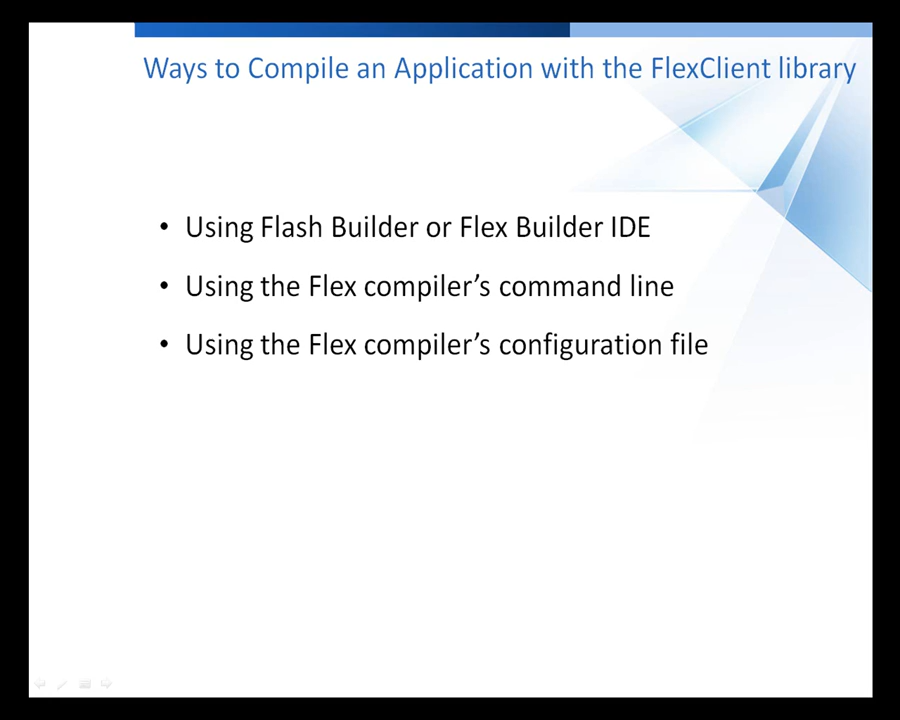 Ways to Compile an Application with the FlexClient library
• Using Flash Builder or Flex Builder IDE
• Using the Flex compiler’s command line
• Using the Flex compiler’s configuration file